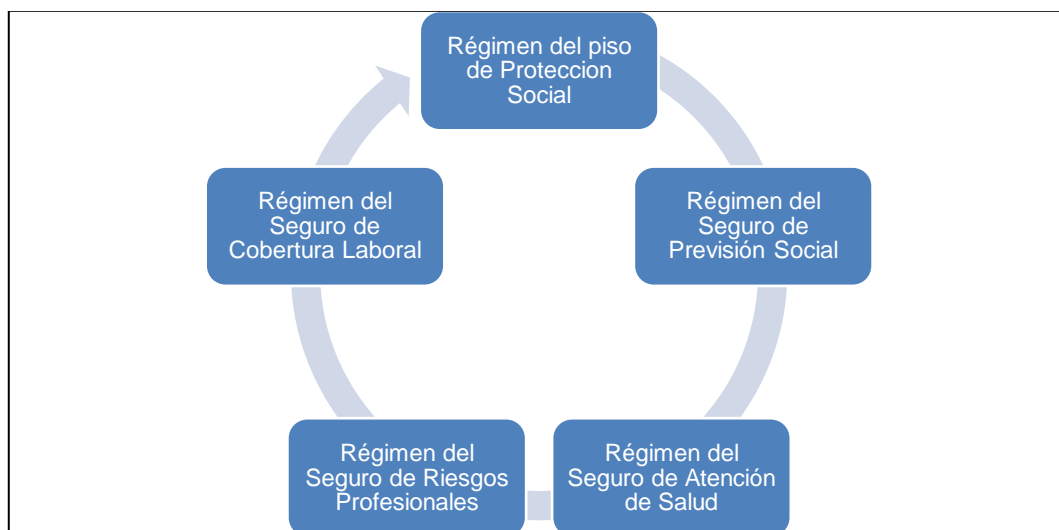 Régimen del piso
de Proteccion
Social
Régimen del
Seguro de
Previsión Social
Régimen del
Seguro de Atención
de Salud
Régimen del
Seguro de Riesgos
Profesionales
Régimen del
Seguro de
Cobertura Laboral